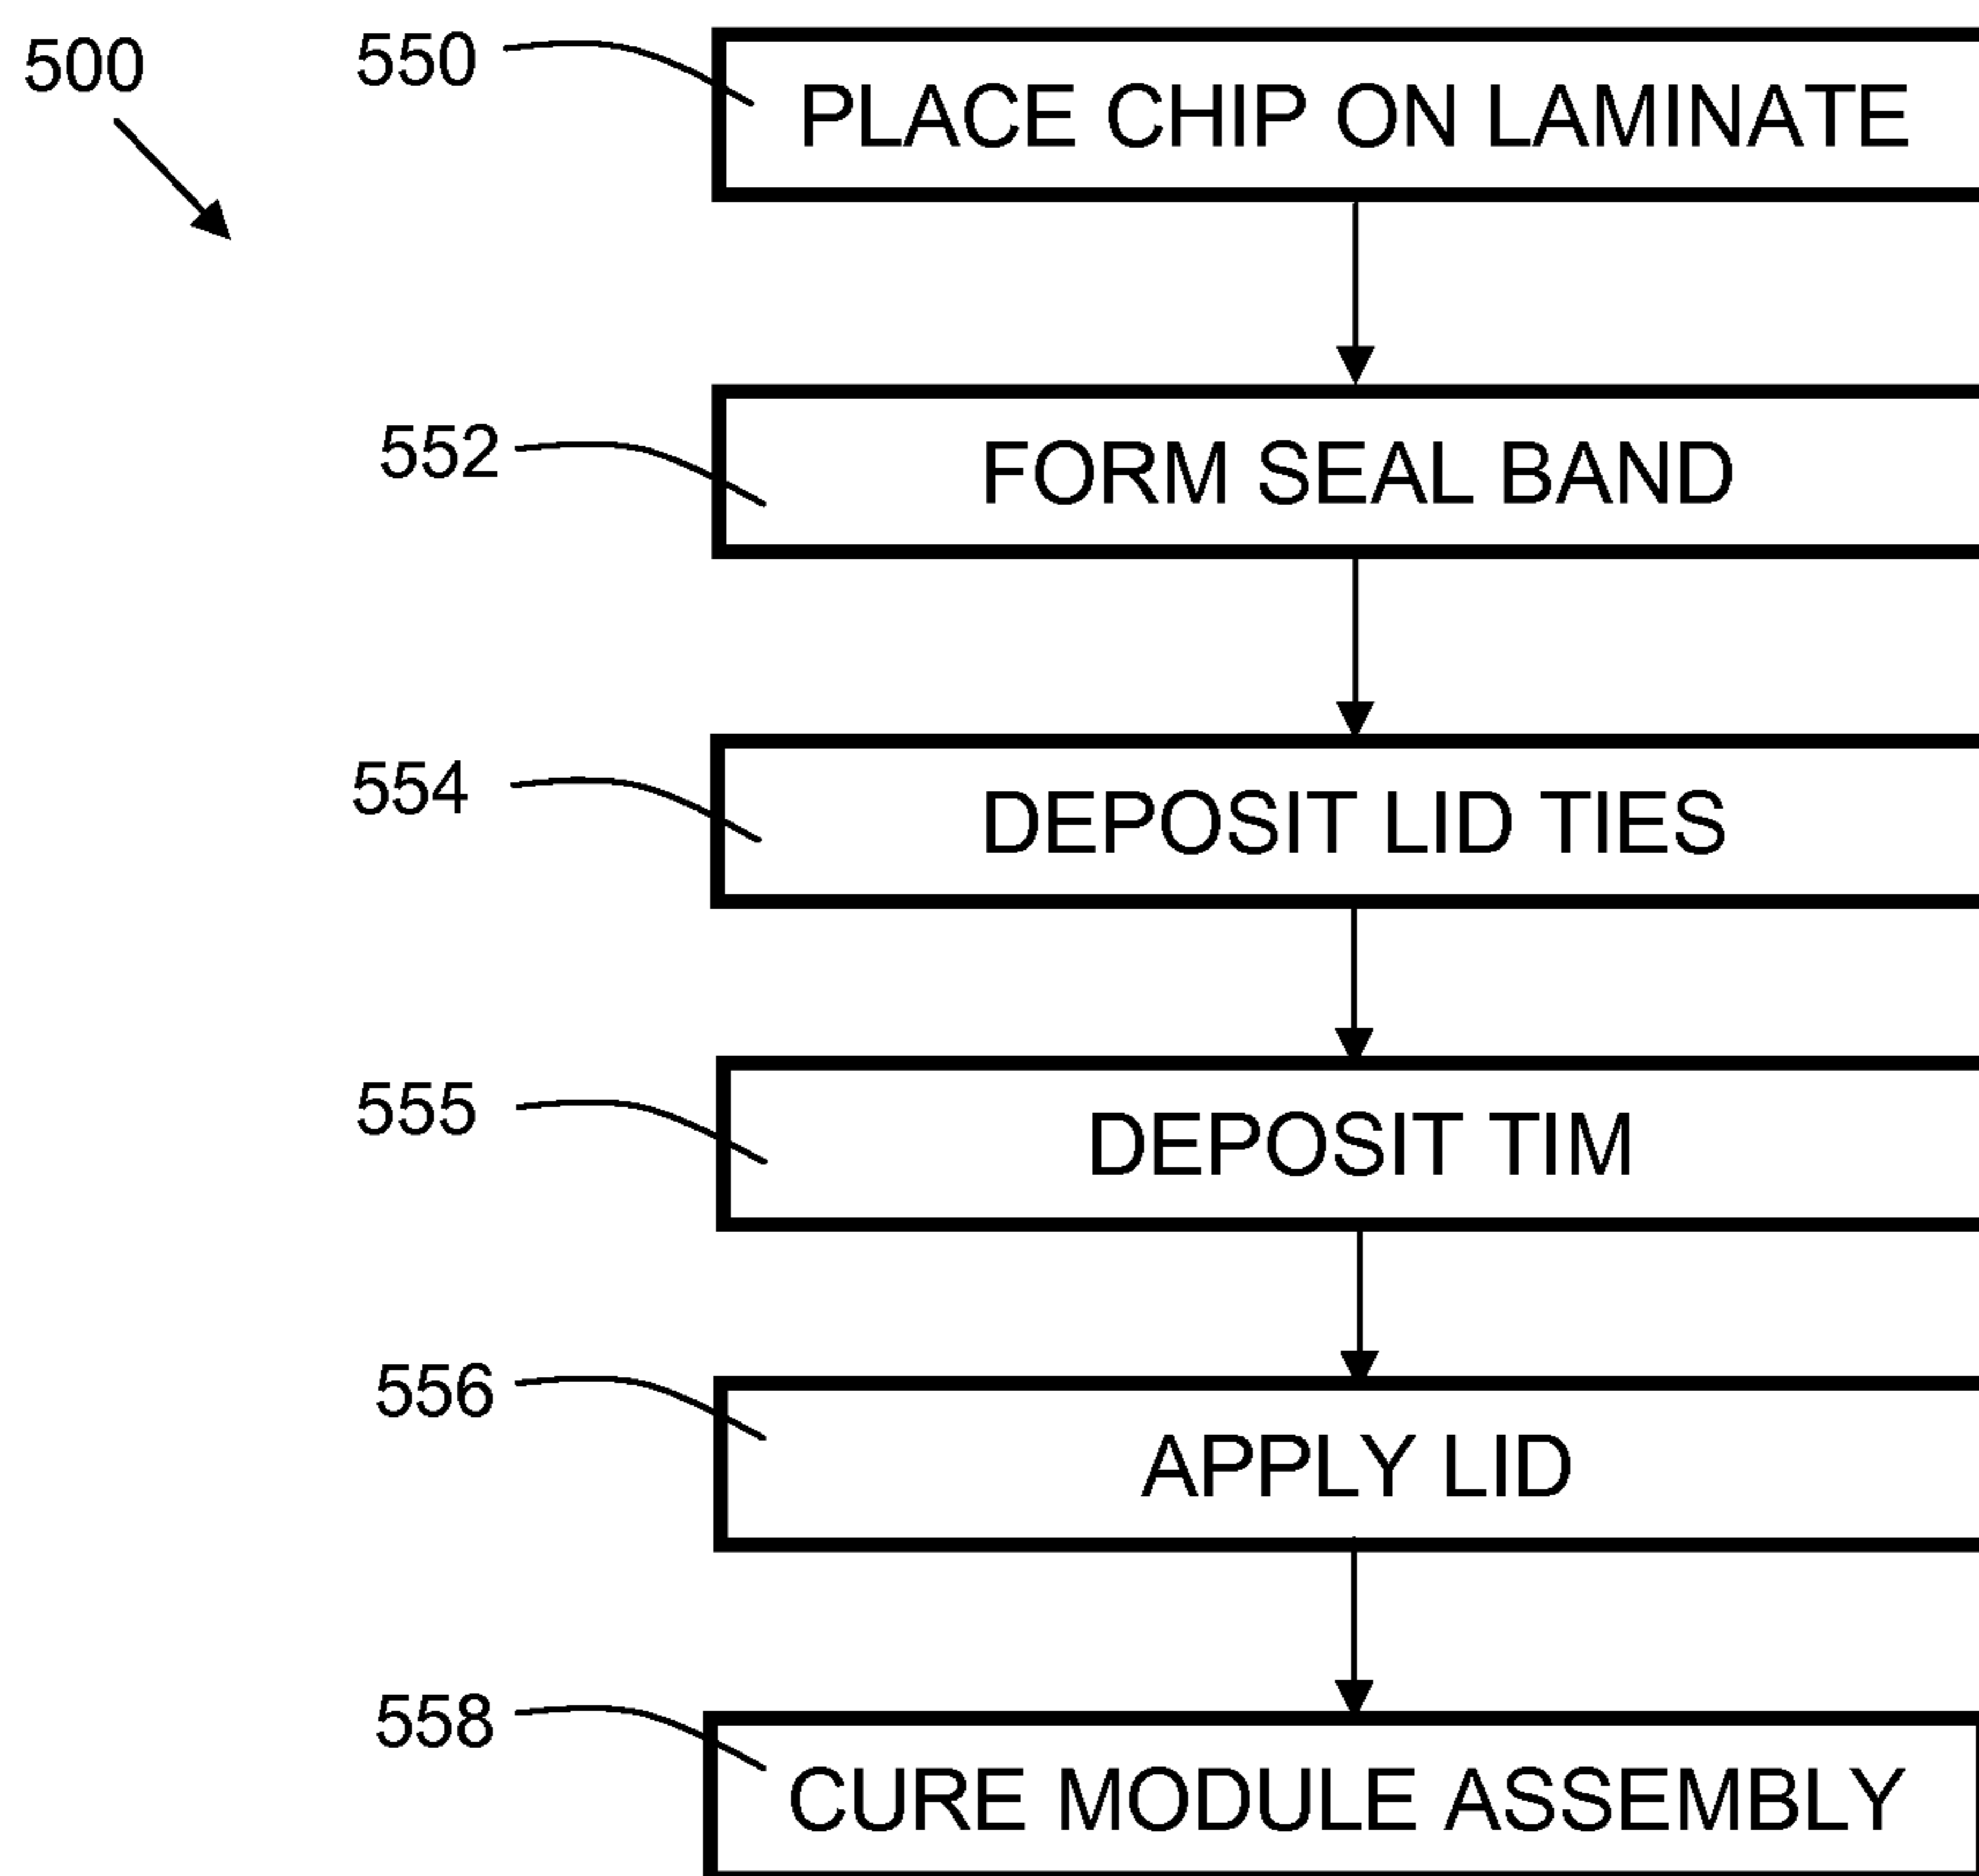 500
550
PLACE CHIP ON LAMINATE
552
FORM SEAL BAND
554
DEPOSIT LID TIES
555
DEPOSIT TIM
556
APPLY LID
558
CURE MODULE ASSEMBLY